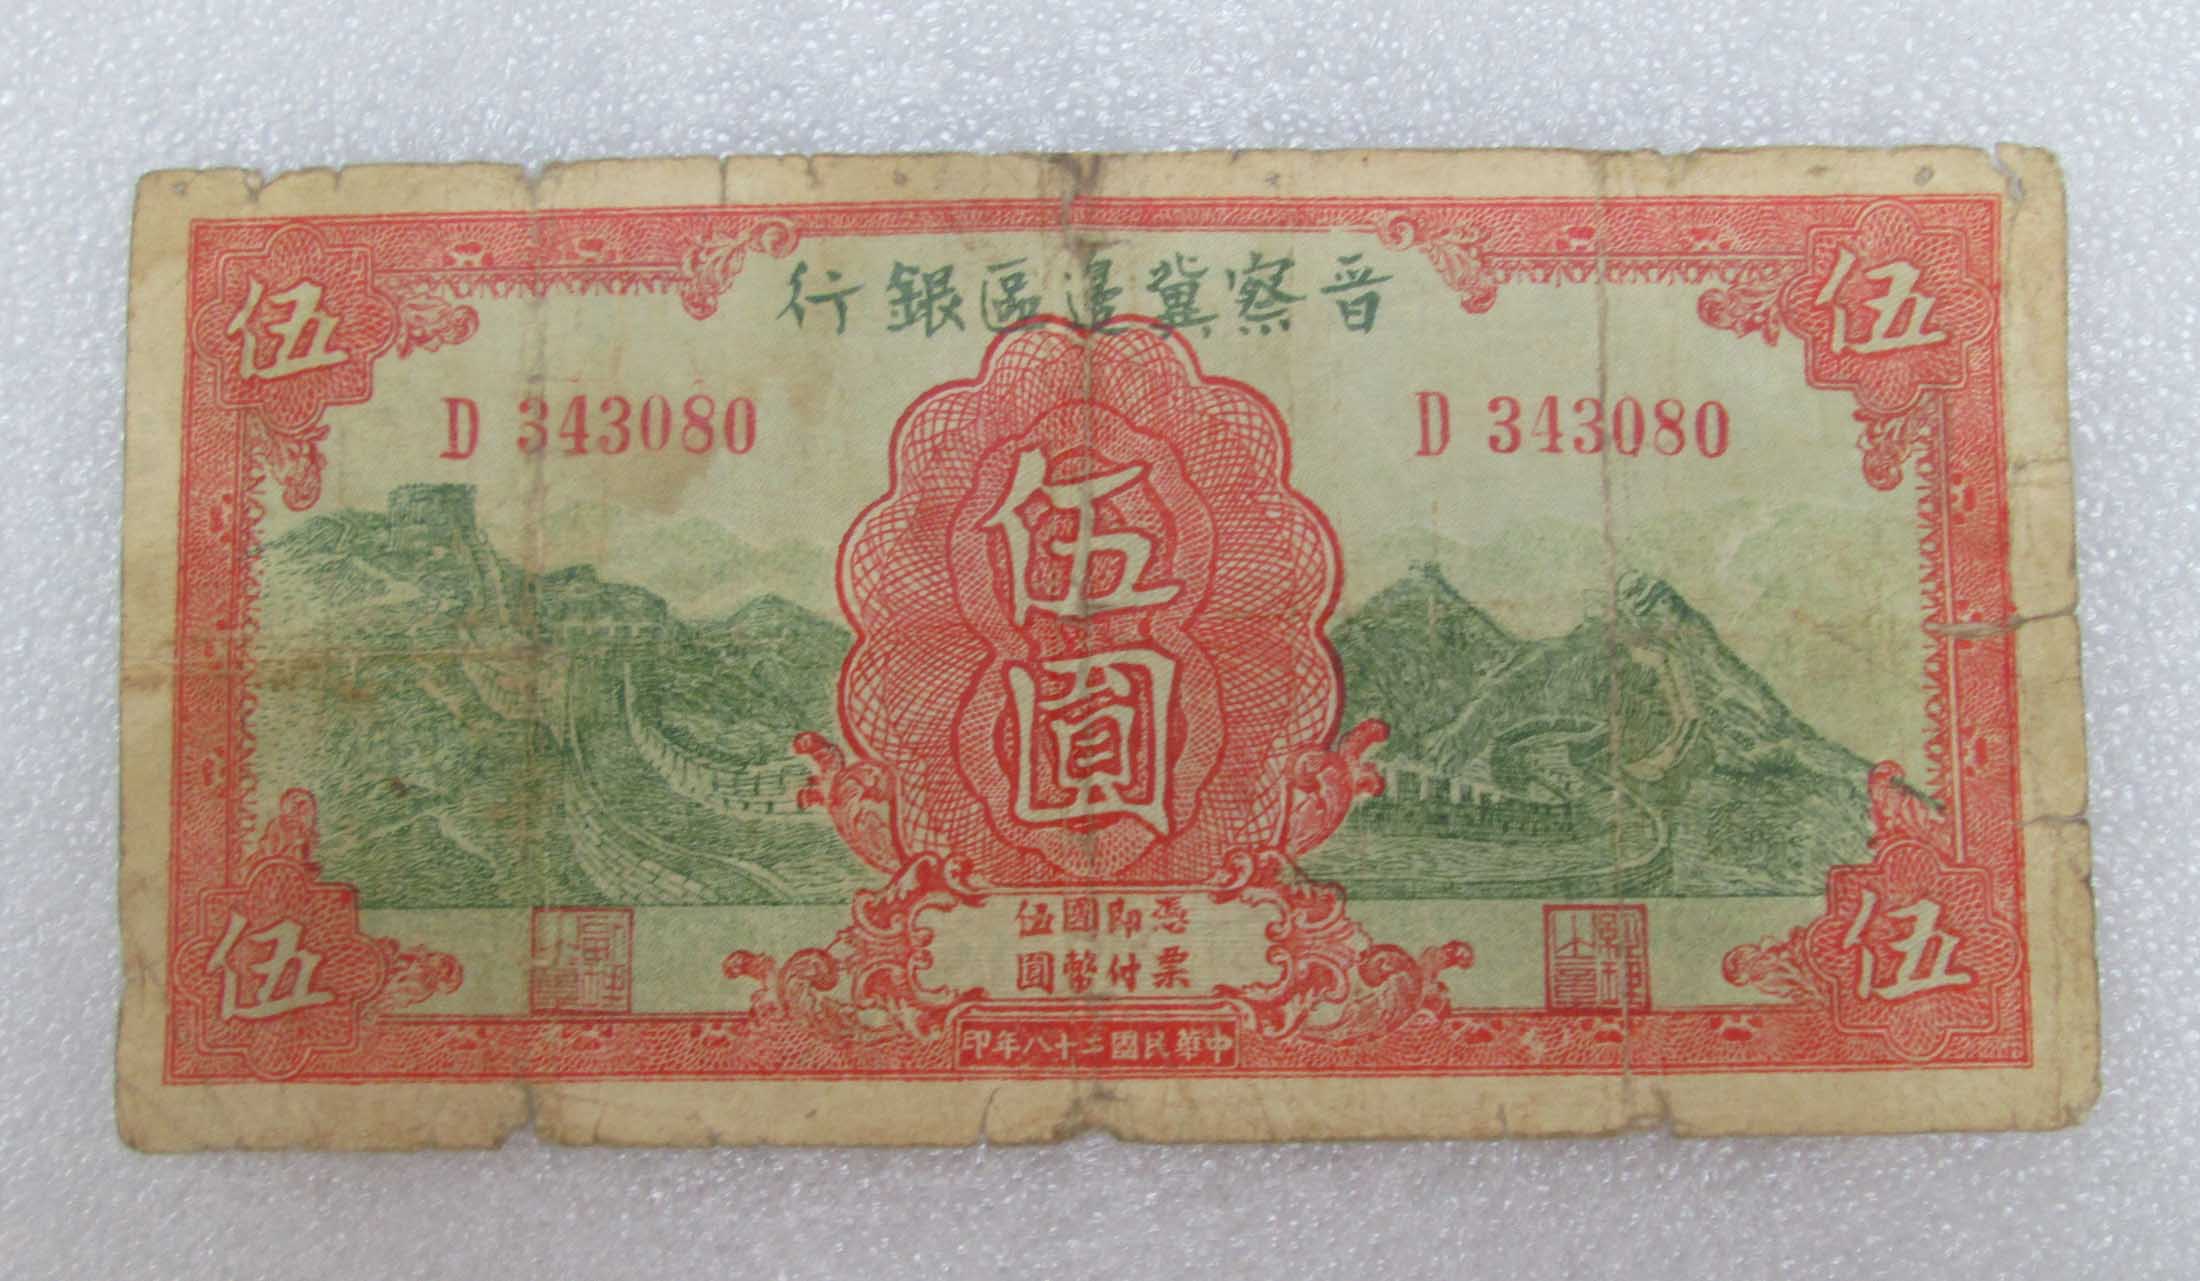 晋察冀邊區銀行
伍
伍
D 343080
D 343080
伍圓
憑票即付國幣伍圓
伍
伍
中華民國二十八年印